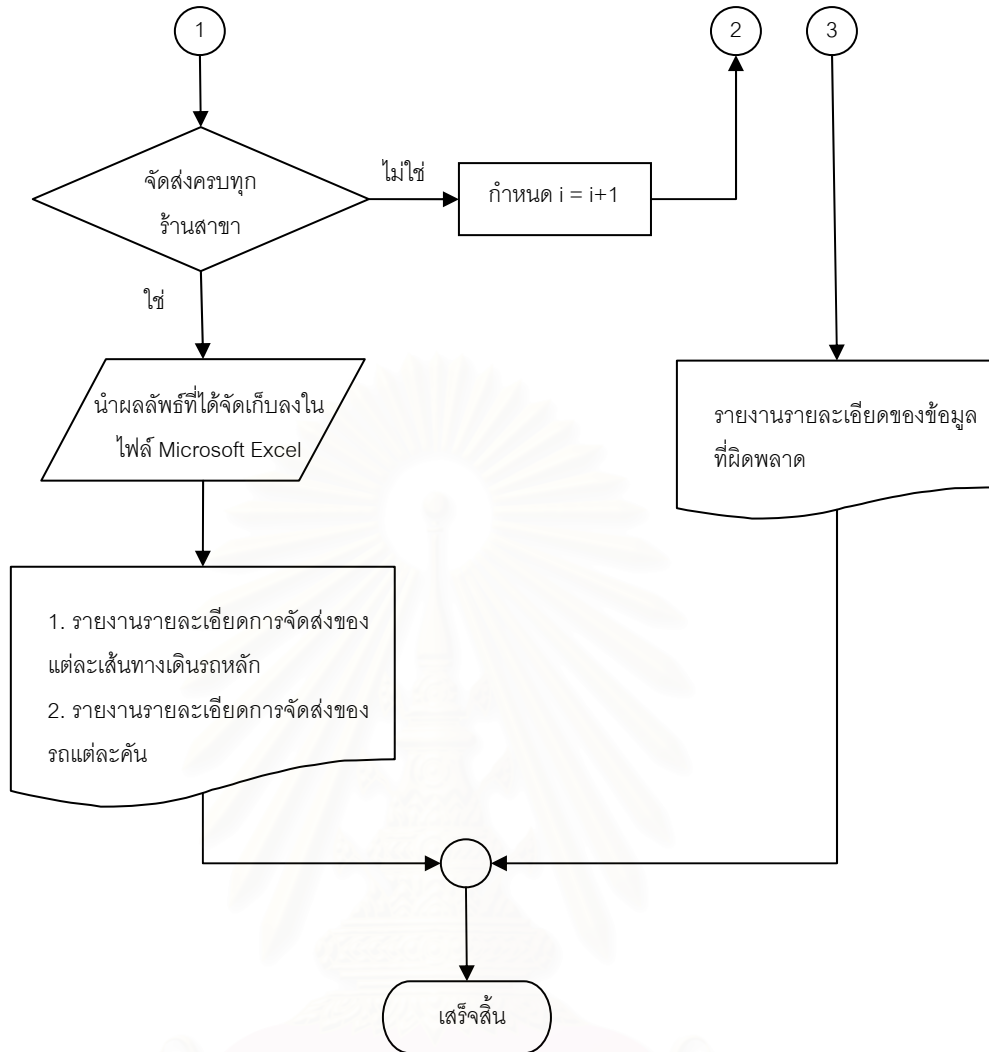 1
2
3
จัดส่งครบทุก
ร้านสาขา
ไม่ใช่
กำหนด i = i+1
ใช่
นำผลลัพธ์ที่ได้จัดเก็บลงใน
ไฟล์ Microsoft Excel
รายงานรายละเอียดของข้อมูล
ที่ผิดพลาด
1. รายงานรายละเอียดการจัดส่งของ
แต่ละเส้นทางเดินรถหลัก
2. รายงานรายละเอียดการจัดส่งของ
รถแต่ละคัน
เสร็จสิ้น